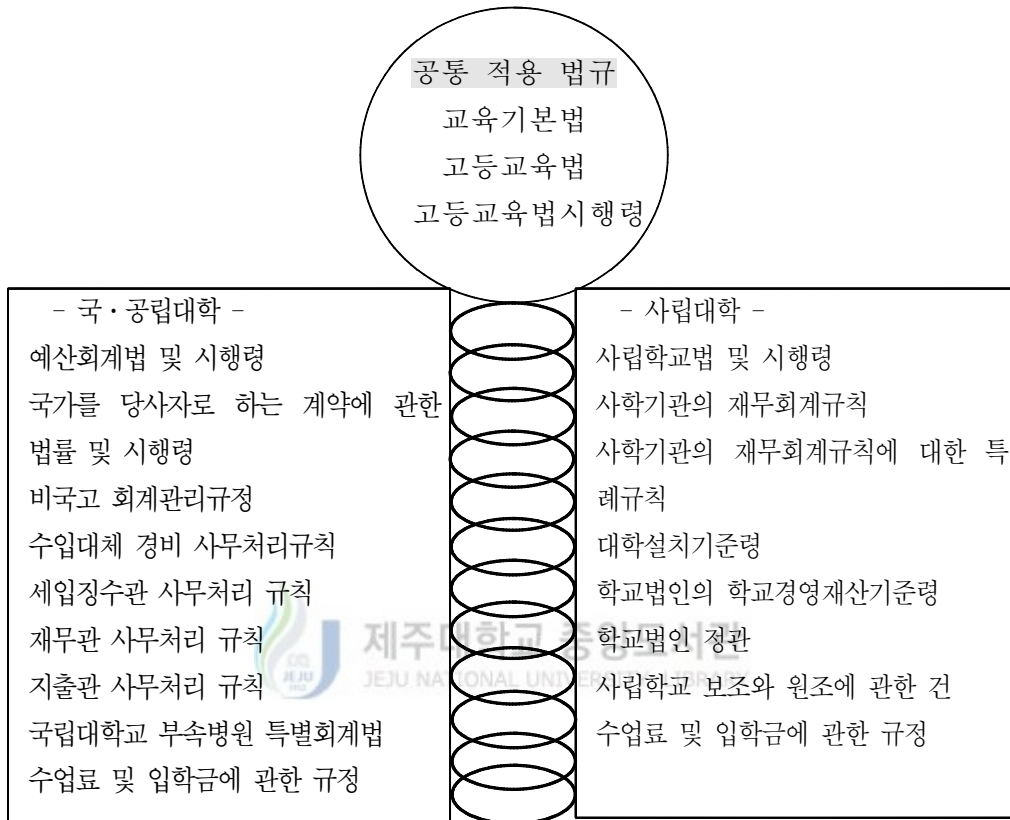 공통 적용 법규
교육기본법
고등교육법
고등교육법시행령
- 국·공립대학 -
예산회계법 및 시행령
국가를 당사자로 하는 계약에 관한
법률 및 시행령
비국고 회계관리규정
수입대체 경비 사무처리규칙
세입징수관 사무처리 규칙
재무관 사무처리 규칙
지출관 사무처리 규칙
국립대학교 부속병원 특별회계법
수업료 및 입학금에 관한 규정
- 사립대학 -
사립학교법 및 시행령
사학기관의 재무회계규칙
사학기관의 재무회계규칙에 대한 특
례규칙
대학설치기준령
학교법인의 학교경영재산기준령
학교법인 정관
사립학교 보조와 원조에 관한 건
수업료 및 입학금에 관한 규정
제주대학교 중앙도서관
JEJU NATIONAL UNIVERSITY LIBRARY
JEJU
1952